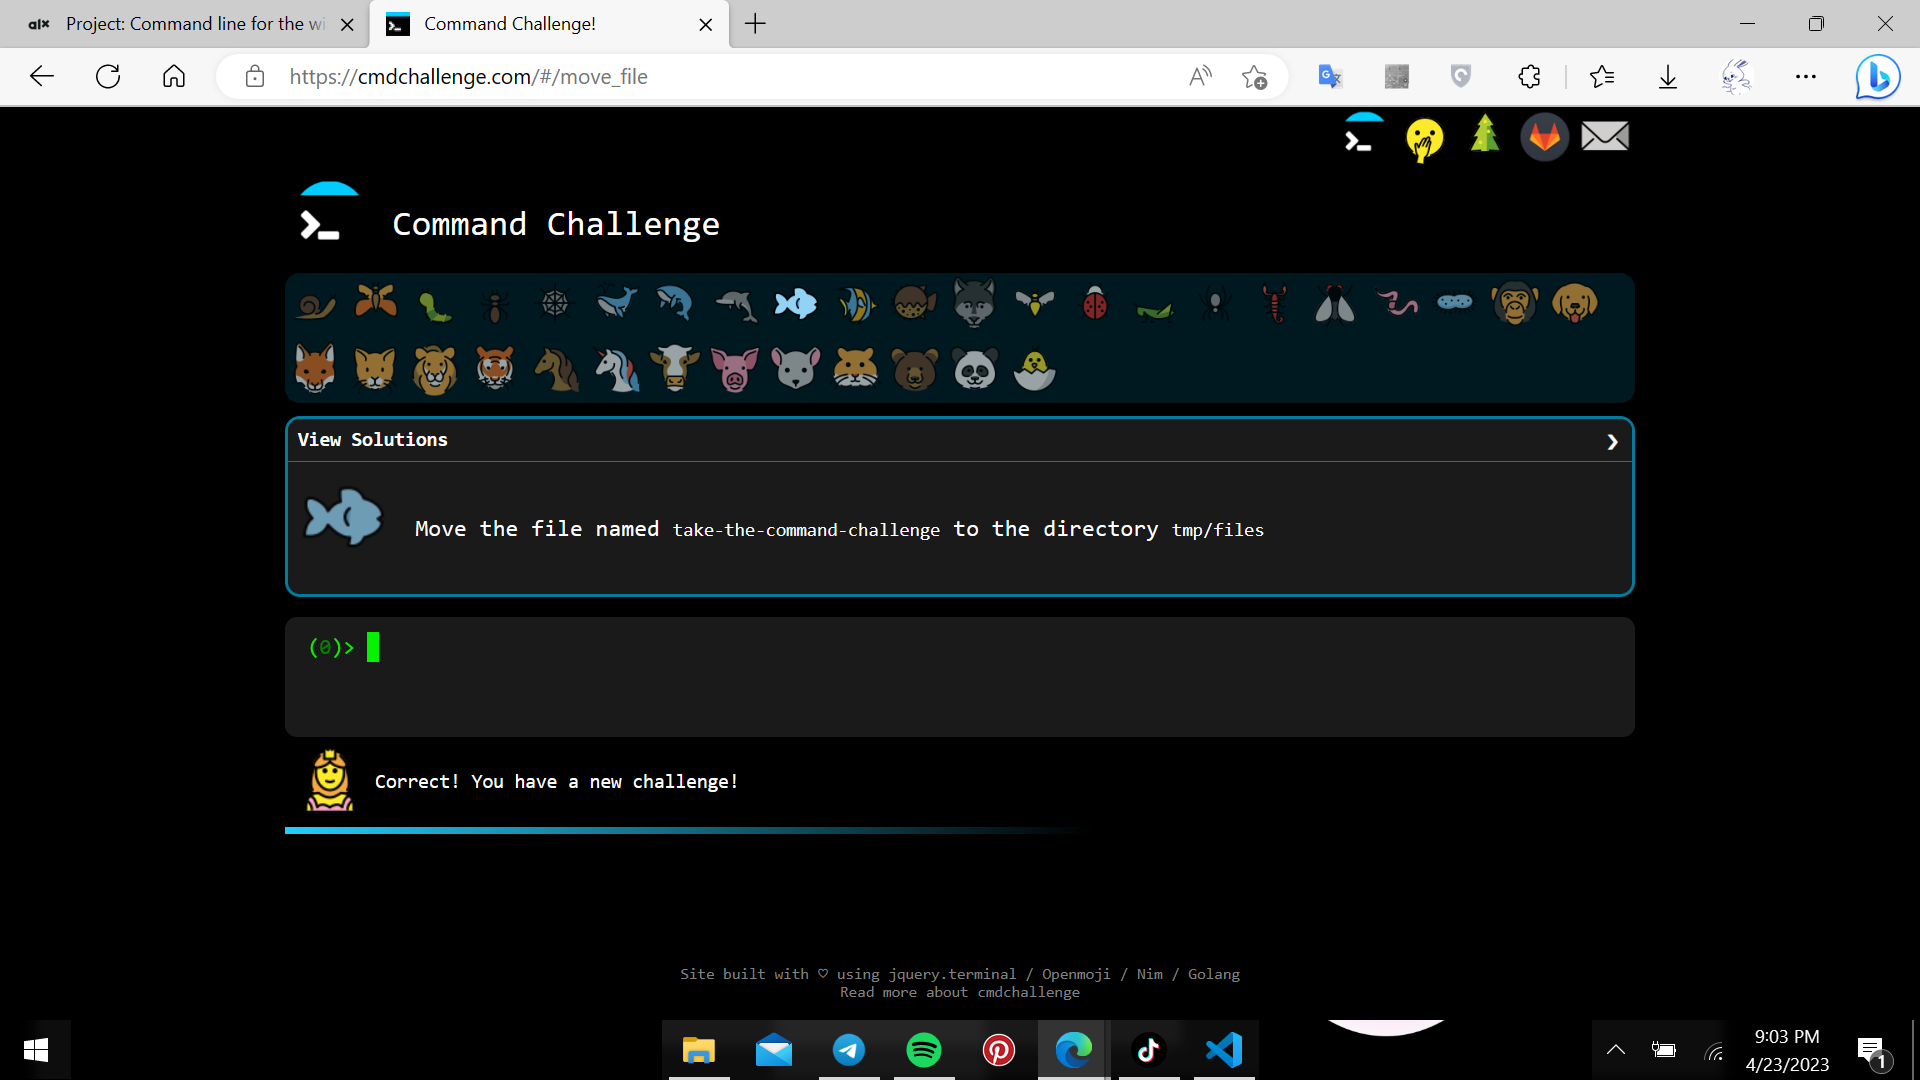 alx Project: Command line for the wi
Command Challenge!
https://cmdchallenge.com/#/move_file
Command Challenge
View Solutions
Move the file named take-the-command-challenge to the directory tmp/files
(0)>
Correct! You have a new challenge!
Site built with ♡ using jquery.terminal / Openmoji / Nim / Golang
Read more about cmdchallenge
9:03 PM
4/23/2023
1